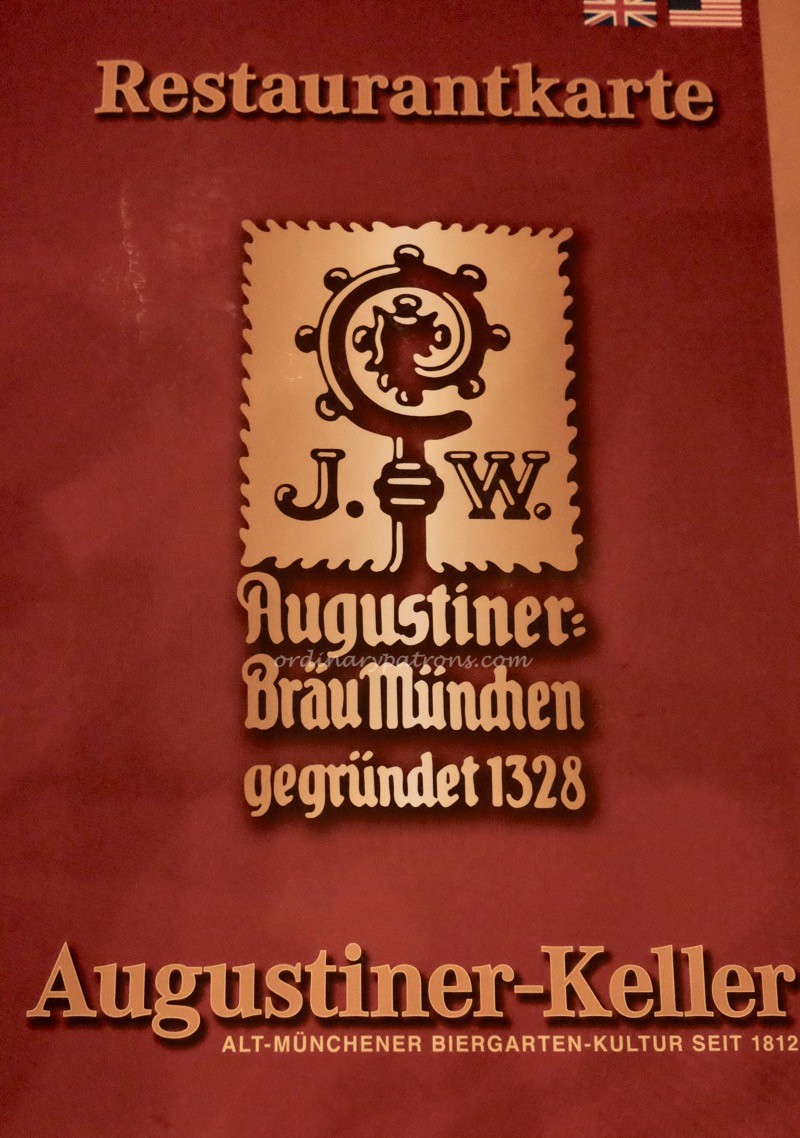 Restaurantkarte
J. W.
Augustiner-
ordinarypatrons.com
Bräu München
gegründet 1328
Augustiner-Keller
ALT-MÜNCHENER BIERGARTEN-KULTUR SEIT 1812